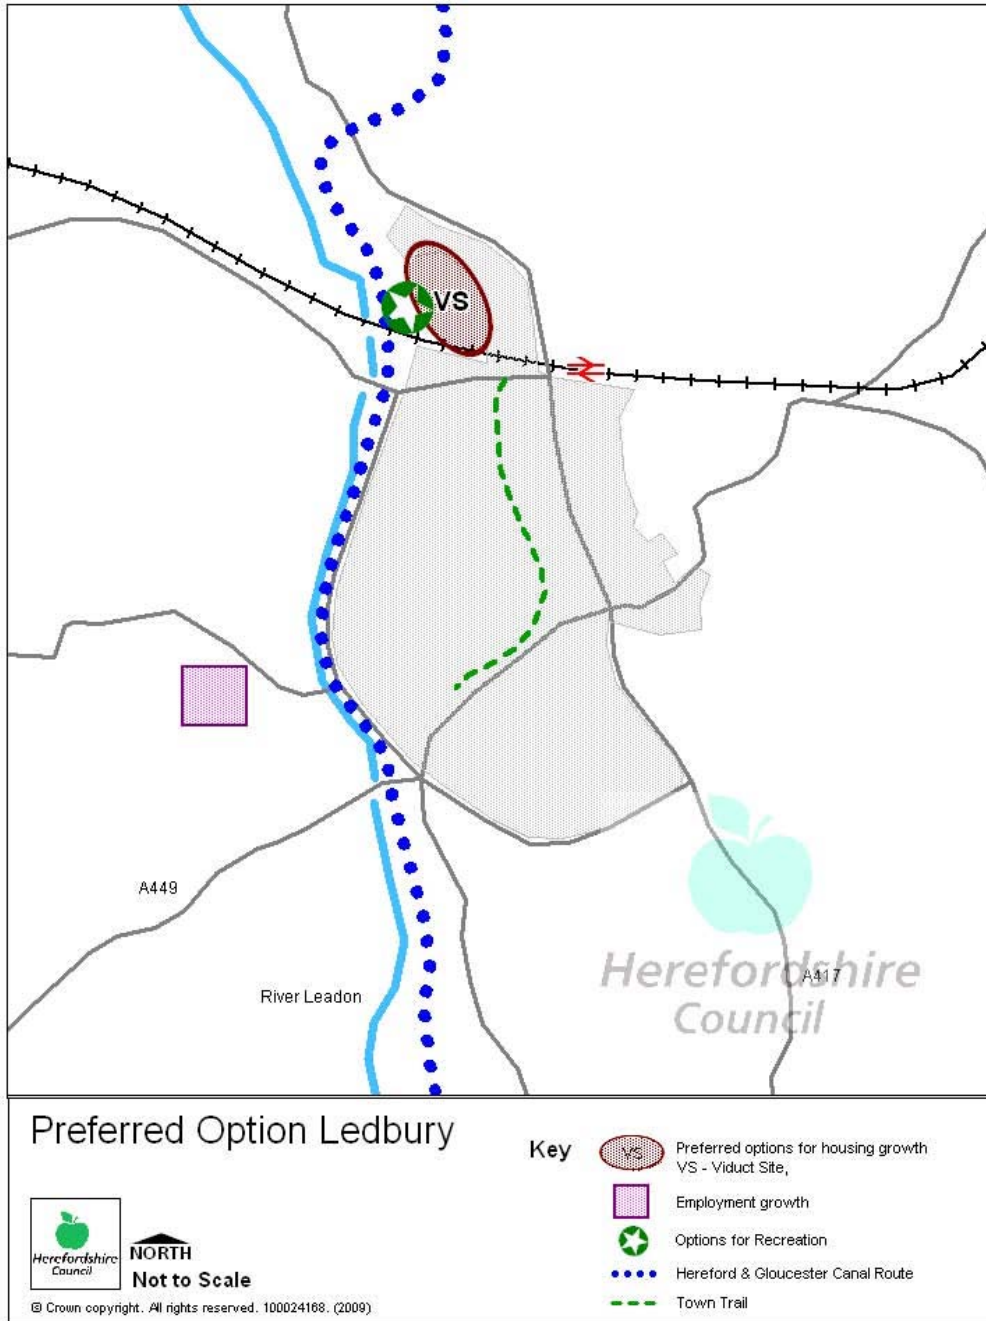 VS
A449
River Leadon
A417
Herefordshire
Council
Preferred Option Ledbury
Herefordshire
Council
NORTH
Not to Scale
© Crown copyright. All rights reserved. 100024168. (2009)
Key
VS
Preferred options for housing growth
VS - Viduct Site,
Employment growth
Options for Recreation
Hereford & Gloucester Canal Route
Town Trail